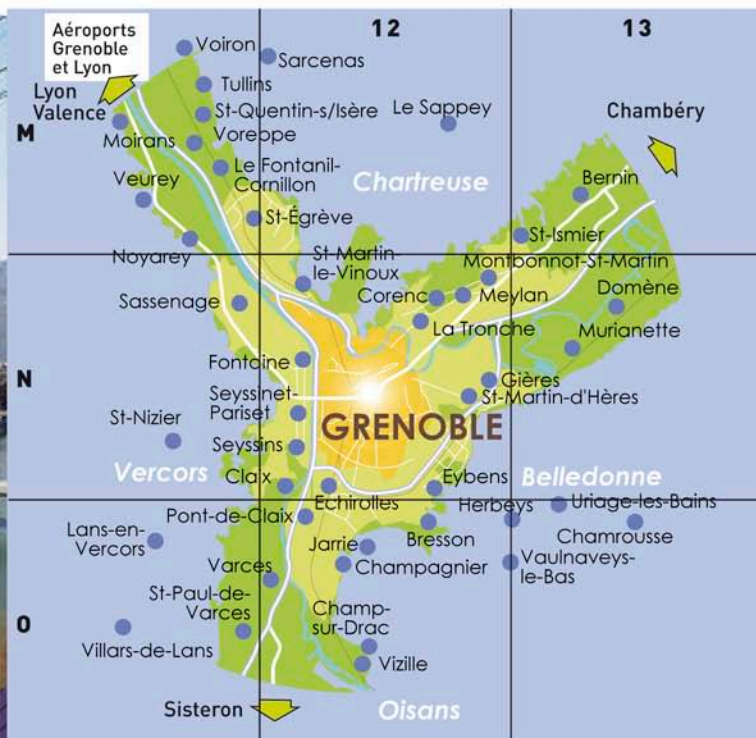 Aéroports
Grenoble
et Lyon
12
13
Voiron
Sarcenas
Lyon
Valence
Tullins
St-Quentin-s/Isère
Le Sappey
Chambéry
M
Moirans
Voreppe
Le Fontanil-
Cornillon
Chartreuse
Bernin
Veurey
St-Égrève
St-Ismier
Noyarey
St-Martin-
le-Vinoux
Montbonnot-St-Martin
Sassenage
Corenc
Meylan
Domène
La Tronche
Murianette
N
Fontaine
Gières
Seyssinet-
Pariset
St-Martin-d'Hères
St-Nizier
GRENOBLE
Seyssins
Vercors
Claix
Echirolles
Eybens
Belledonne
Pont-de-Claix
Herbeys
Uriage-les-Bains
Lans-en-
Vercors
Jarrie
Bresson
Chamrousse
Varces
Champagnier
Vaulnaveys-
le-Bas
St-Paul-de-
Varces
O
Champ-
sur-Drac
Villars-de-Lans
Vizille
Sisteron
Oisans